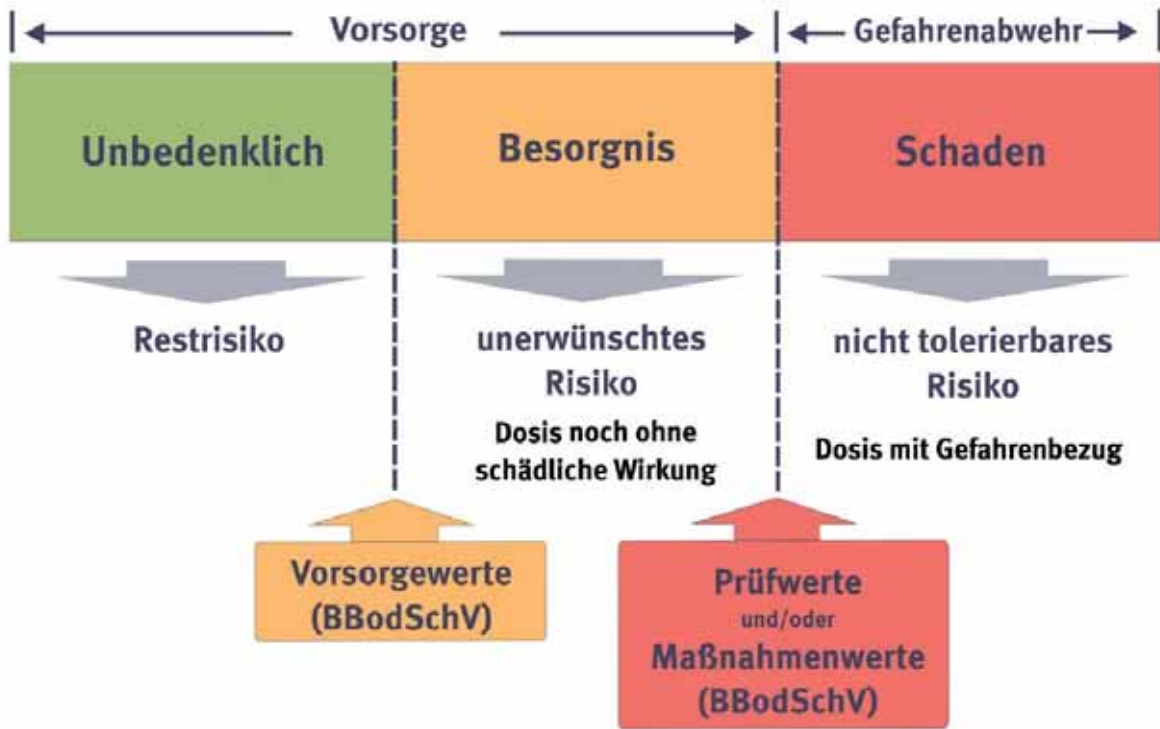 Vorsorge
Gefahrenabwehr
Unbedenklich
Besorgnis
Schaden
Restrisiko
unerwünschtes
Risiko
Dosis noch ohne
schädliche Wirkung
nicht tolerierbares
Risiko
Dosis mit Gefahrenbezug
Vorsorgewerte
(BBodSchV)
Prüfwerte
und/oder
Maßnahmenwerte
(BBodSchV)